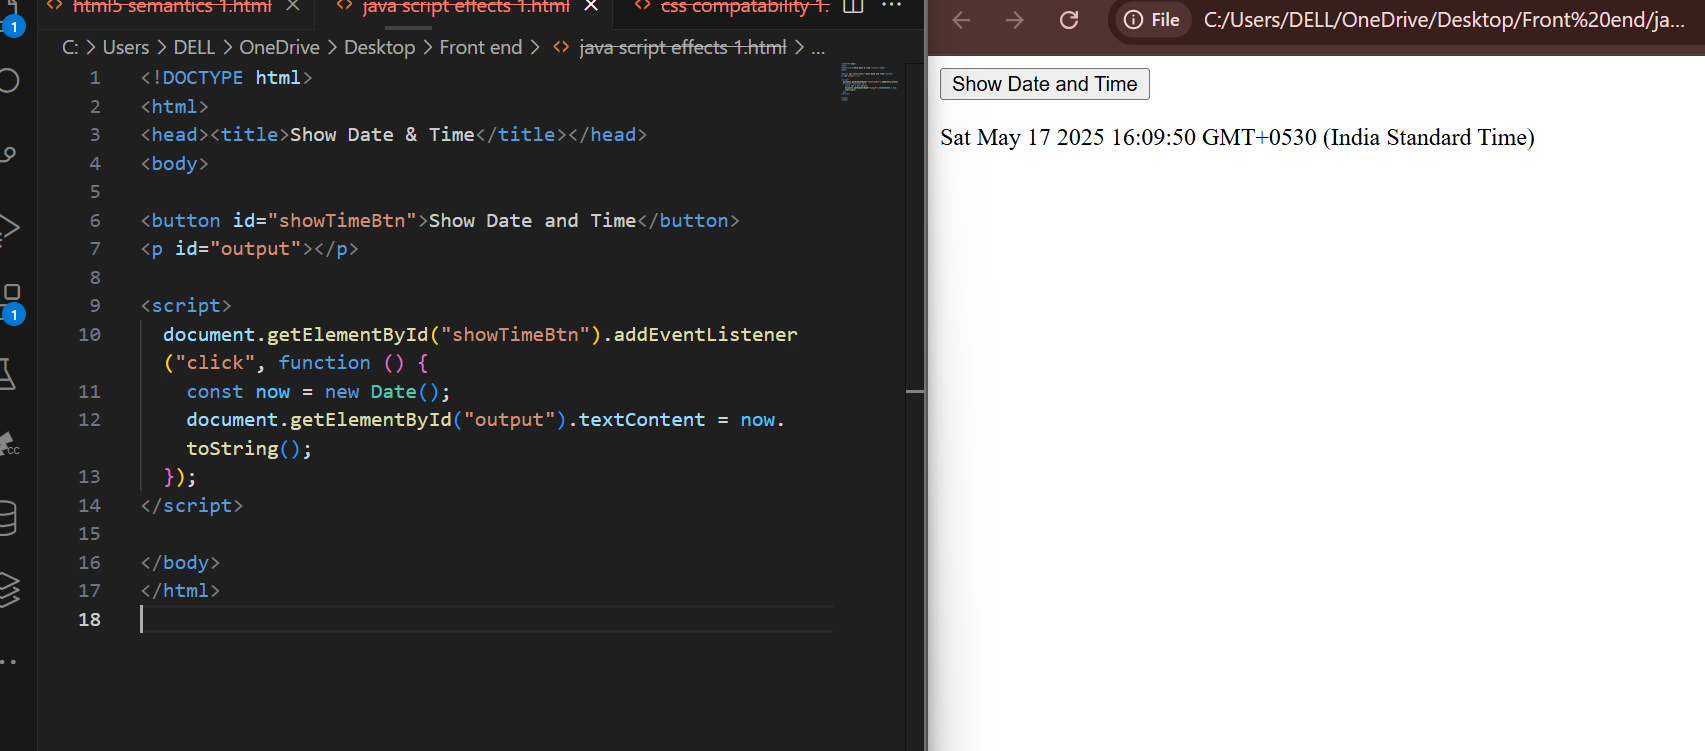 html5 semantics 1.html
java script effects 1.html
css compatability 1.
C: > Users > DELL > OneDrive > Desktop > Front end > <> java script effects 1.html > ...
1 <!DOCTYPE html>
2 <html>
3 <head><title>Show Date & Time</title></head>
4 <body>
5
6 <button id="showTimeBtn">Show Date and Time</button>
7 <p id="output"></p>
8
9 <script>
10 document.getElementById("showTimeBtn").addEventListener
("click", function () {
11 const now = new Date();
12 document.getElementById("output").textContent = now.
toString();
13 });
14 </script>
15
16 </body>
17 </html>
18
1
1
CC
File C:/Users/DELL/OneDrive/Desktop/Front%20end/ja...
Show Date and Time
Sat May 17 2025 16:09:50 GMT+0530 (India Standard Time)